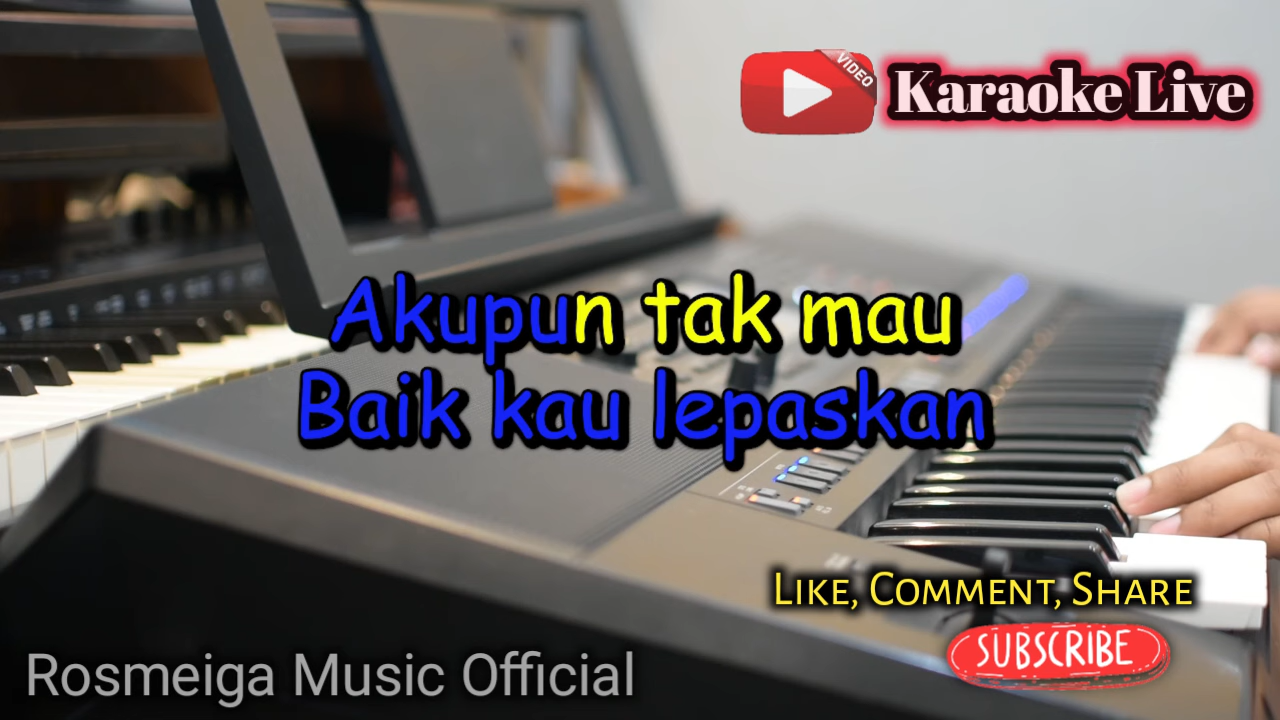 VIDEO
Karaoke Live
Akupun tak mau
Baik kau lepaskan
Like, Comment, Share
SUBSCRIBE
Rosmeiga Music Official